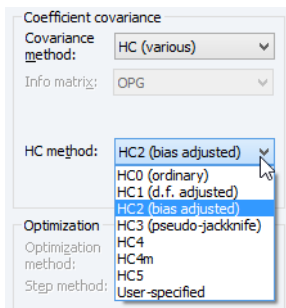 Coefficient covariance
Covariance
method:
HC (various)
Info matrix:
OPG
HC method:
HC2 (bias adjusted)
HC0 (ordinary)
HC1 (d.f. adjusted)
HC2 (bias adjusted)
HC3 (pseudo-jackknife)
HC4
HC4m
HC5
User-specified
Optimization
Optimization
method:
Step method: